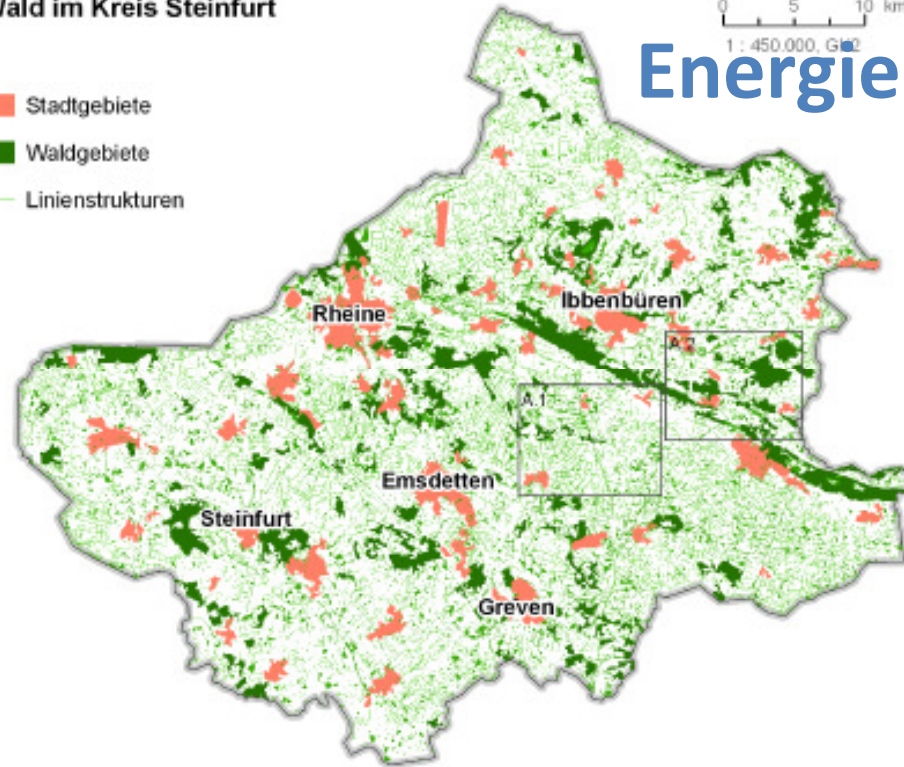 Wald im Kreis Steinfurt
0 5 10 km
1 : 450.000, GK2
Energie
Stadtgebiete
Waldgebiete
Linienstrukturen
Ibbenbüren
Rheine
A.2
A.1
Emsdetten
Steinfurt
Greven